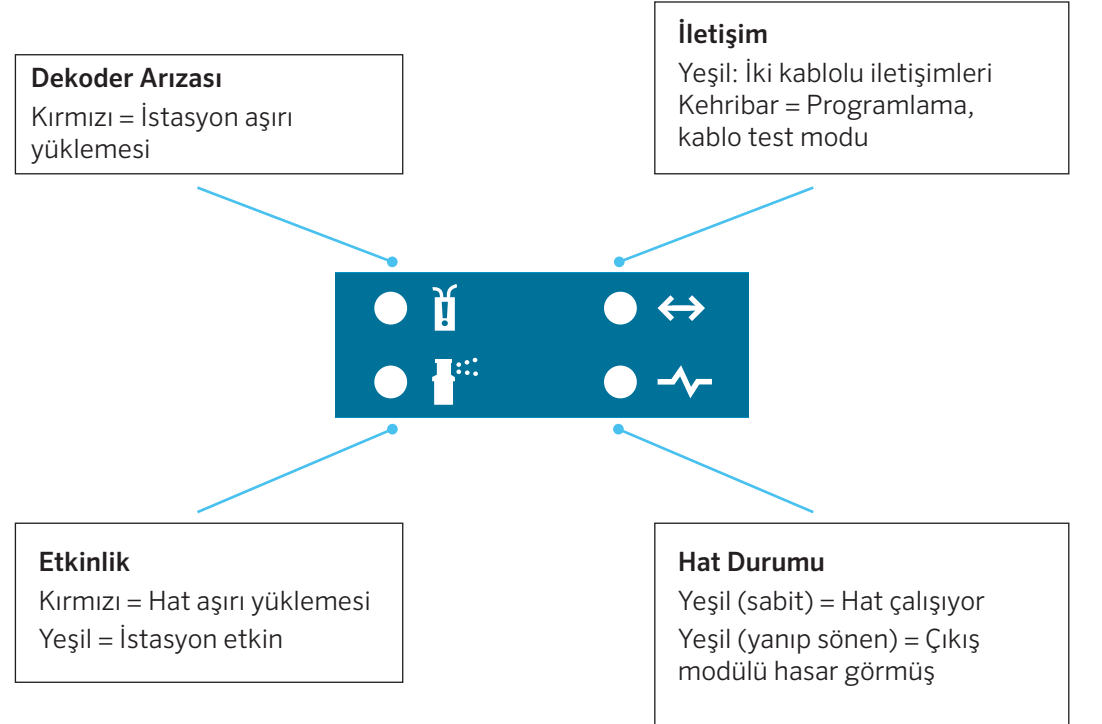 Dekoder Arızası
Kırmızı = İstasyon aşırı
yüklemesi
İletişim
Yeşil: İki kablolu iletişimleri
Kehribar = Programlama,
kablo test modu
Etkinlik
Kırmızı = Hat aşırı yüklemesi
Yeşil = İstasyon etkin
Hat Durumu
Yeşil (sabit) = Hat çalışıyor
Yeşil (yanıp sönen) = Çıkış
modülü hasar görmüş